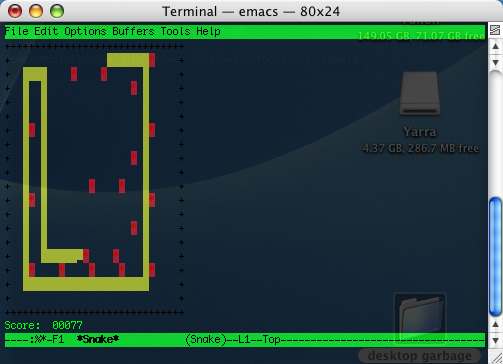 Terminal — emacs — 80x24
File Edit Options Buffers Tools Help
149.05 GB, 71.07 GB free
Yarra
4.37 GB, 286.7 MB free
Score:  00077
----:%*-F1  *Snake*          (Snake)--L1--Top-----------------------------------
desktop garbage